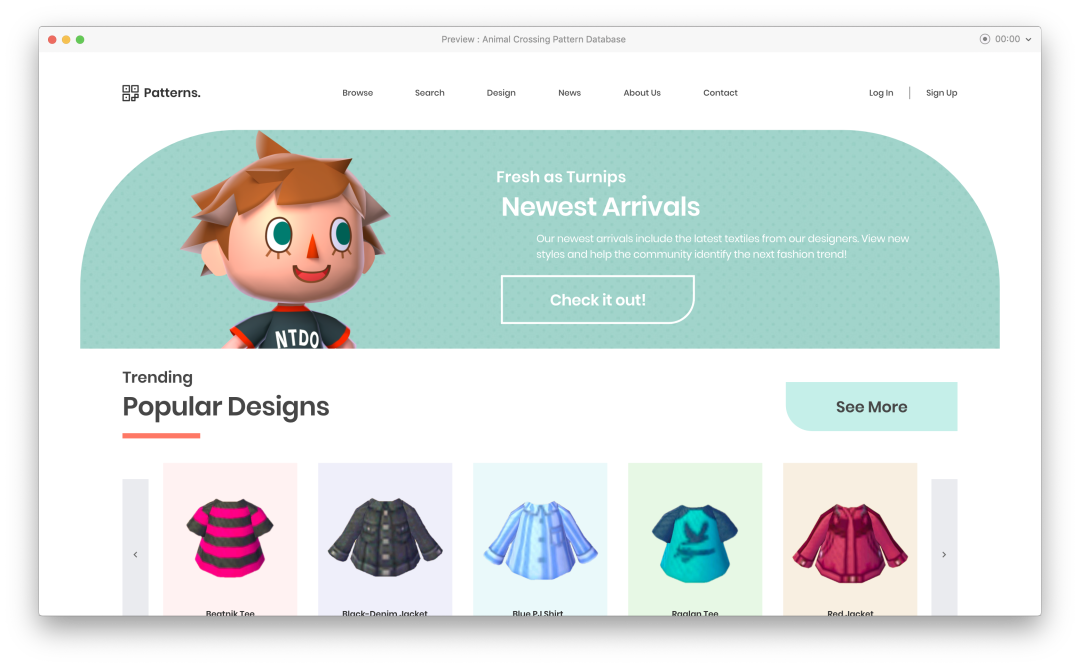 Preview : Animal Crossing Pattern Database
00:00
Patterns.
Browse
Search
Design
News
About Us
Contact
Log In
Sign Up
Fresh as Turnips
Newest Arrivals
Our newest arrivals include the latest textiles from our designers. View new
styles and help the community identify the next fashion trend!
Check it out!
NTDO
Trending
Popular Designs
See More
Beatnik Tee
Black-Denim Jacket
Blue PJ Shirt
Raglan Tee
Red Jacket